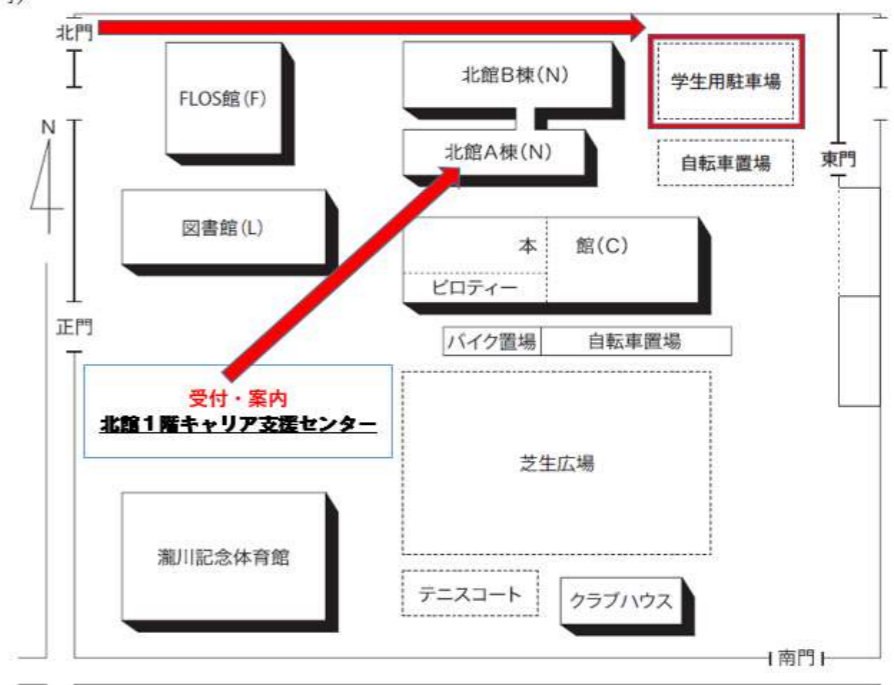 北門
FLOS館(F)
北館B棟(N)
学生用駐車場
N
北館A棟(N)
自転車置場
東門
図書館(L)
本 館(C)
ピロティー
正門
バイク置場
自転車置場
受付・案内
北館1階キャリア支援センター
芝生広場
瀧川記念体育館
テニスコート
クラブハウス
南門